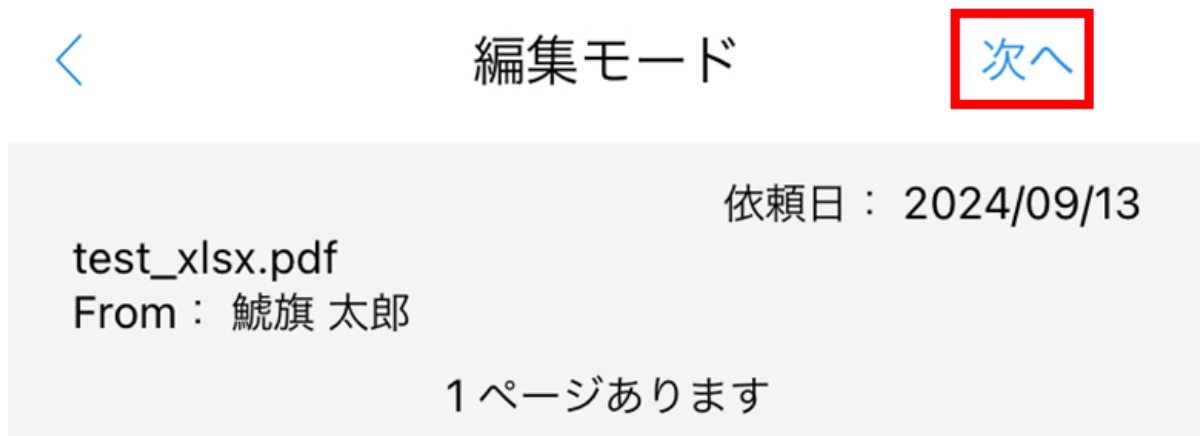 編集モード 次へ
依頼日： 2024/09/13
test_xlsx.pdf
From： 鯱旗 太郎
1 ページあります